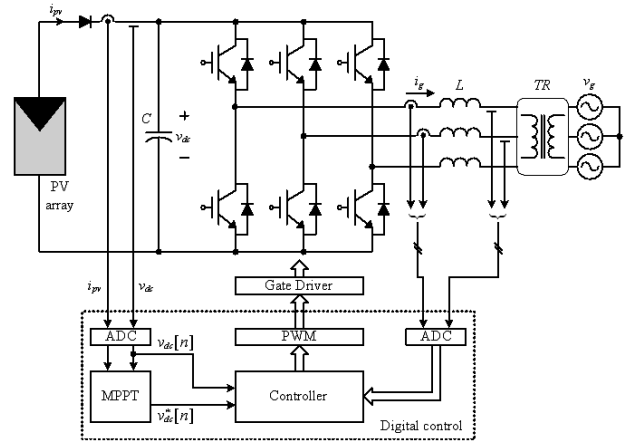 i_pv
i_g
L
TR
v_g
C
+
v_dc
−
PV
array
i_pv
v_dc
Gate Driver
ADC
v_dc[n]
PWM
ADC
MPPT
Controller
v*_dc[n]
Digital control